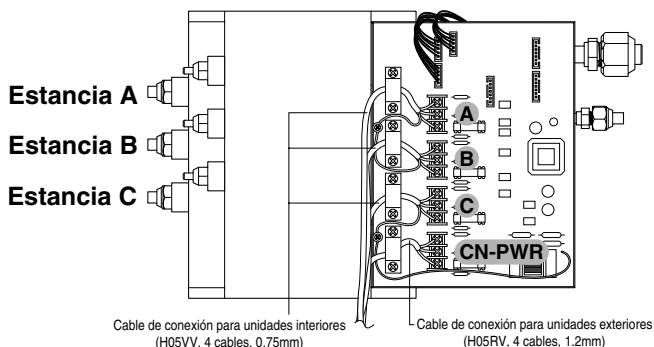 Estancia A
Estancia B
Estancia C
A
B
C
CN-PWR
Cable de conexión para unidades interiores
(H05VV, 4 cables, 0.75mm)
Cable de conexión para unidades exteriores
(H05RV, 4 cables, 1.2mm)